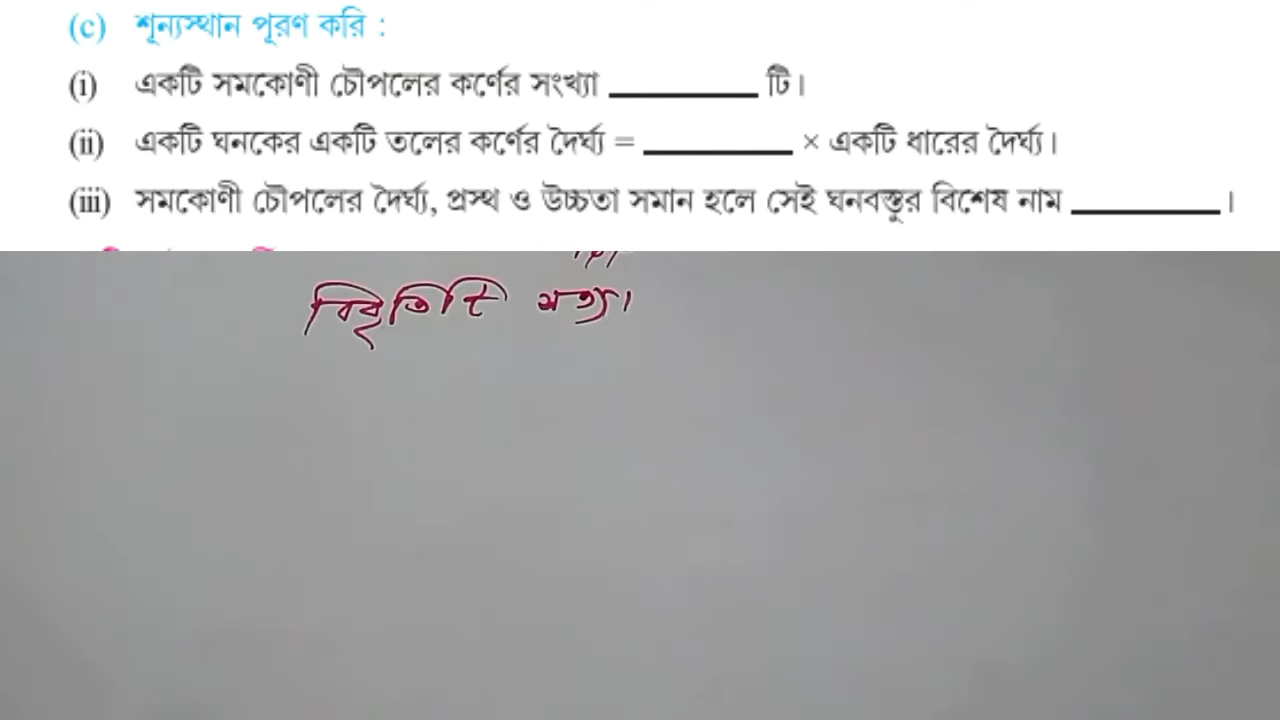 (c) শূন্যস্থান পূরণ করি :
(i) একটি সমকোণী চৌপলের কর্ণের সংখ্যা ________ টি।
(ii) একটি ঘনকের একটি তলের কর্ণের দৈর্ঘ্য = ________ × একটি ধারের দৈর্ঘ্য।
(iii) সমকোণী চৌপলের দৈর্ঘ্য, প্রস্থ ও উচ্চতা সমান হলে সেই ঘনবস্তুর বিশেষ নাম ________ ।
বিবৃতিটি সত্য।